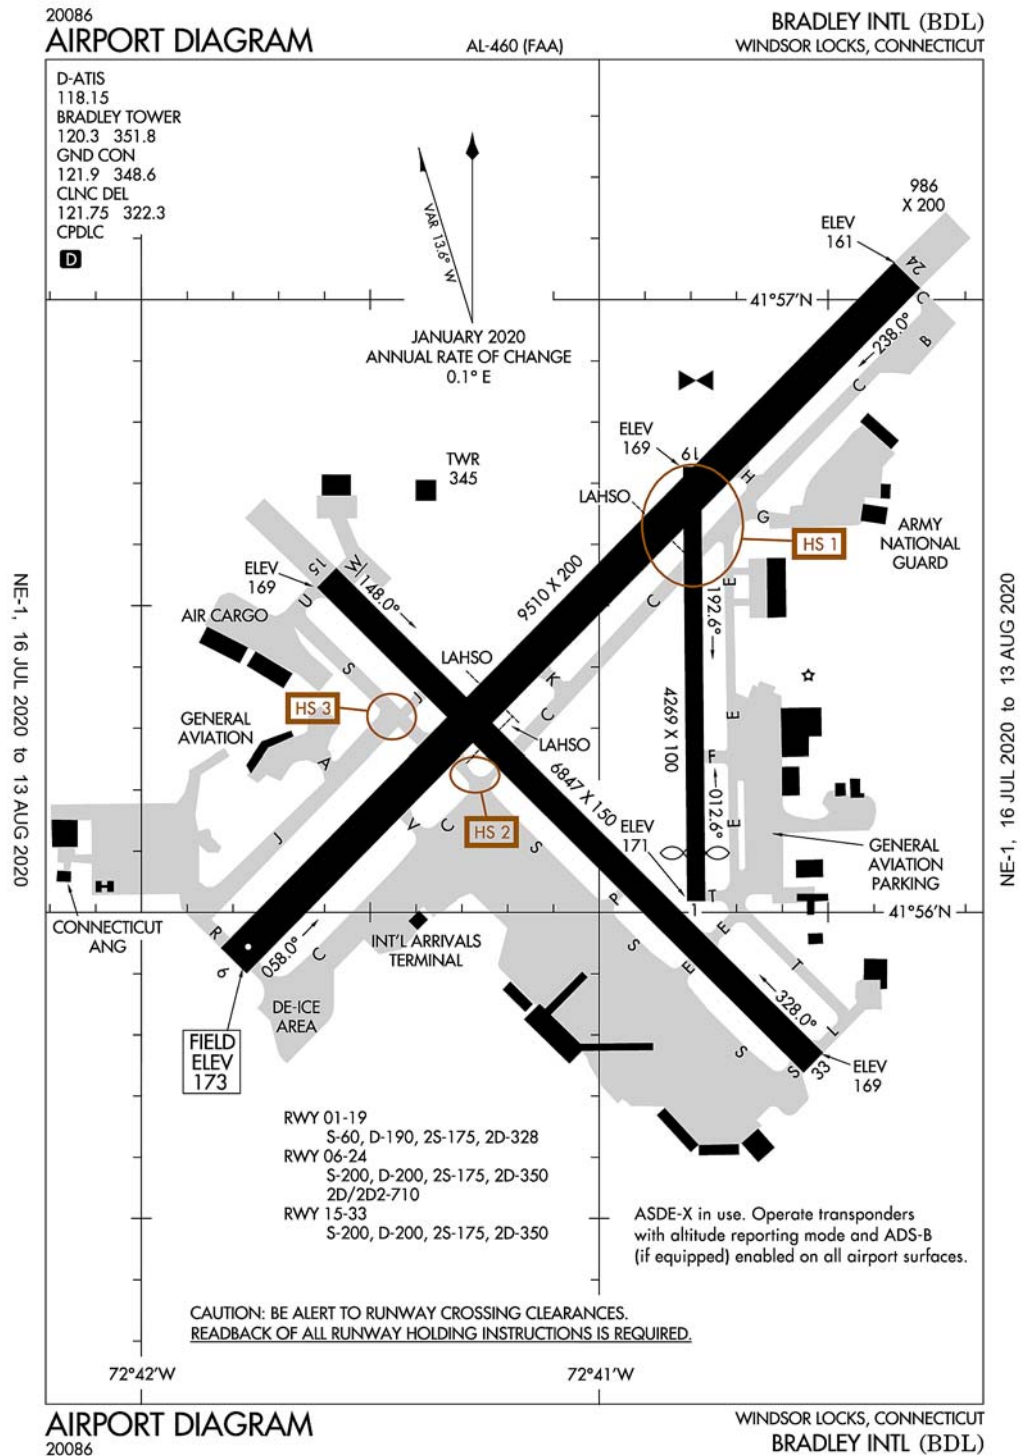 20086
AIRPORT DIAGRAM
AL-460 (FAA)
BRADLEY INTL (BDL)
WINDSOR LOCKS, CONNECTICUT
D-ATIS
118.15
BRADLEY TOWER
120.3 351.8
GND CON
121.9 348.6
CLNC DEL
121.75 322.3
CPDLC
D
VAR 13.6° W
JANUARY 2020
ANNUAL RATE OF CHANGE
0.1° E
986
X 200
ELEV
161
24
41°57'N
C
238.0°
B
C
ELEV
169
19
TWR
345
LAHSO
H
G
HS 1
ARMY
NATIONAL
GUARD
15
W
ELEV
169
148.0°
U
AIR CARGO
9510 X 200
C
E
192.6°
LAHSO
S
K
J
C
HS 3
GENERAL
AVIATION
LAHSO
4269 X 100
E
A
F
6847 X 150
012.6°
V
C
C
HS 2
S
ELEV
171
E
J
GENERAL
AVIATION
PARKING
P
1
T
41°56'N
CONNECTICUT
ANG
R
6
058.0°
C
INT'L ARRIVALS
TERMINAL
S
E
E
T
DE-ICE
AREA
328.0°
L
S
S
33
ELEV
169
FIELD
ELEV
173
RWY 01-19
S-60, D-190, 2S-175, 2D-328
RWY 06-24
S-200, D-200, 2S-175, 2D-350
2D/2D2-710
RWY 15-33
S-200, D-200, 2S-175, 2D-350
ASDE-X in use. Operate transponders
with altitude reporting mode and ADS-B
(if equipped) enabled on all airport surfaces.
CAUTION: BE ALERT TO RUNWAY CROSSING CLEARANCES.
READBACK OF ALL RUNWAY HOLDING INSTRUCTIONS IS REQUIRED.
72°42'W
72°41'W
AIRPORT DIAGRAM
20086
WINDSOR LOCKS, CONNECTICUT
BRADLEY INTL (BDL)
NE-1, 16 JUL 2020 to 13 AUG 2020
NE-1, 16 JUL 2020 to 13 AUG 2020